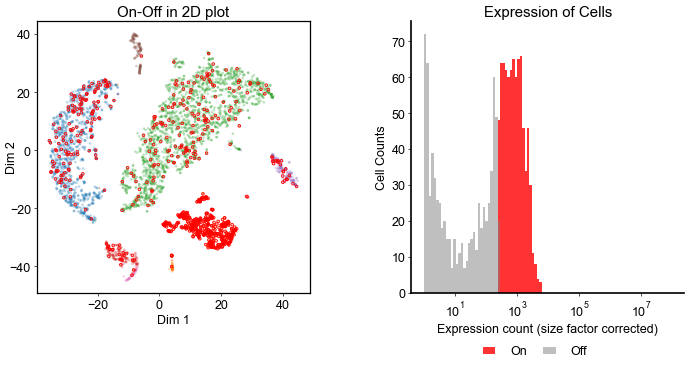 On-Off in 2D plot
40
20
0
−20
−40
Dim 2
−20 0 20 40
Dim 1
Expression of Cells
70
60
50
40
30
20
10
0
Cell Counts
10^1 10^3 10^5 10^7
Expression count (size factor corrected)
On Off